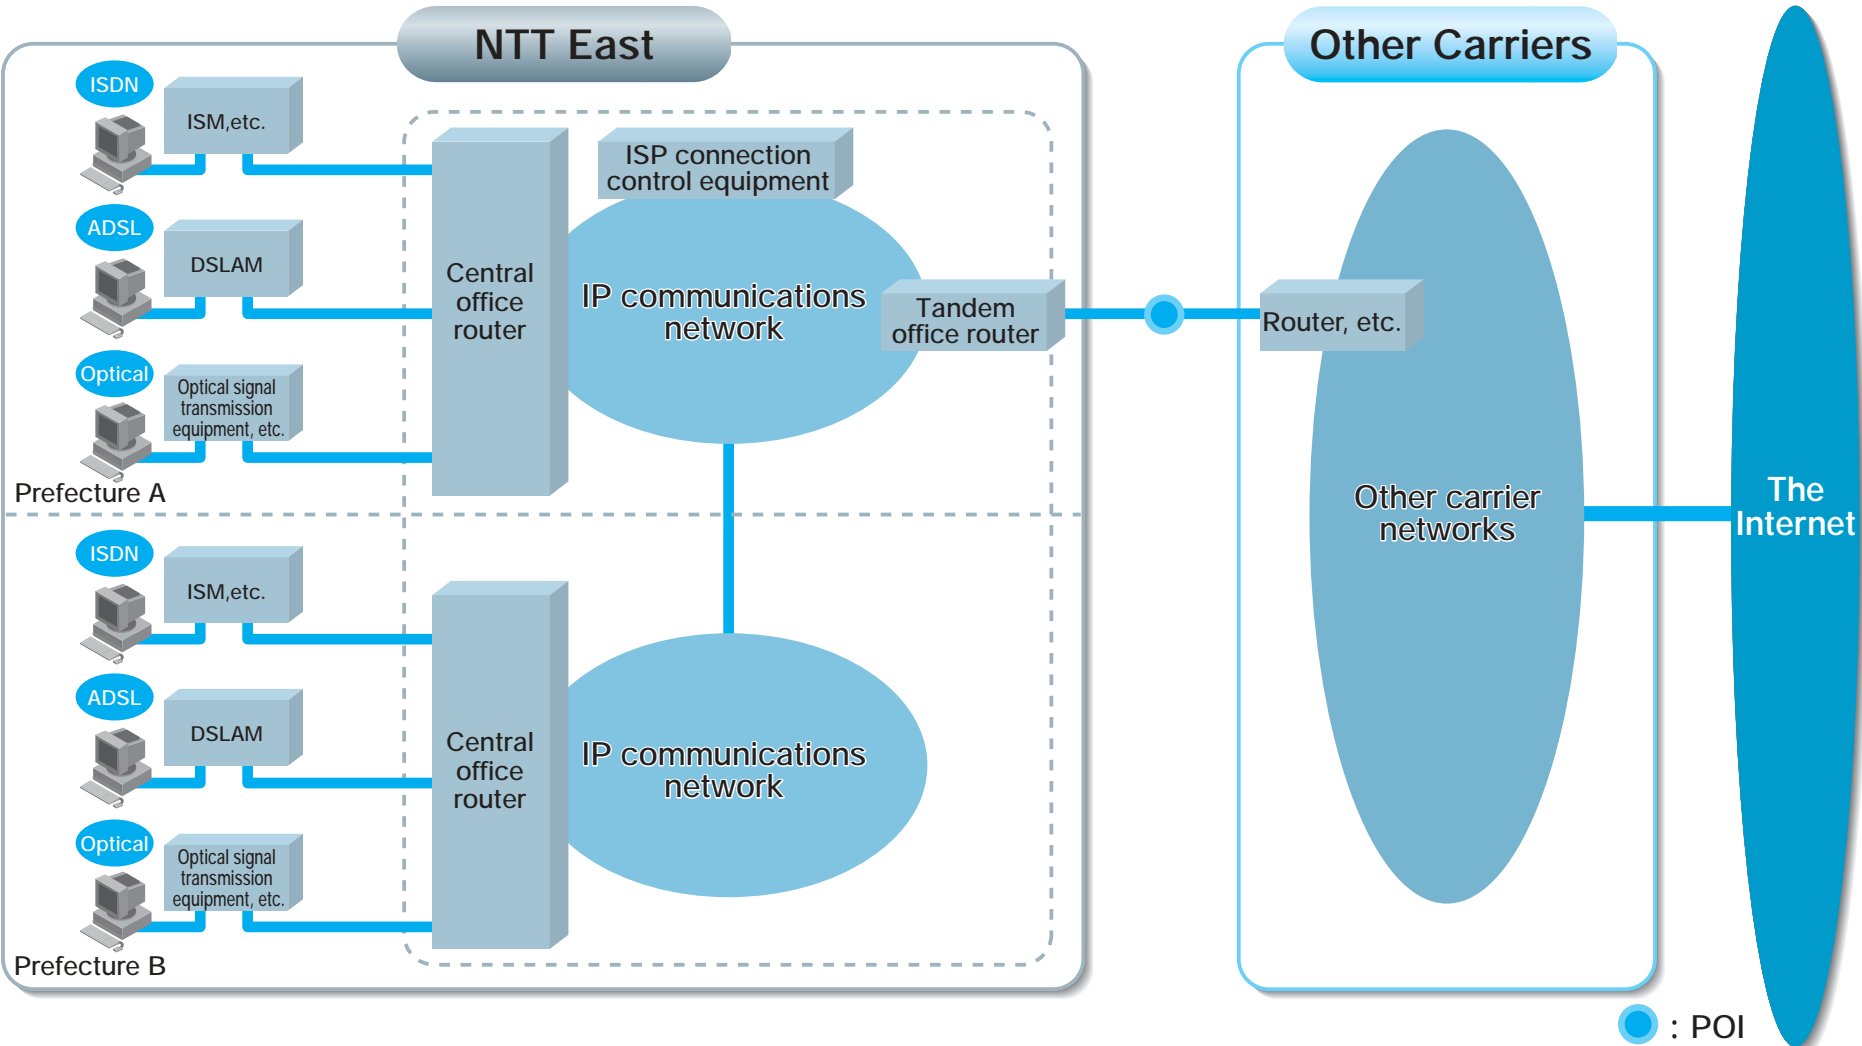 NTT East
Other Carriers
ISDN
ISM,etc.
ADSL
DSLAM
Optical
Optical signal
transmission
equipment, etc.
Prefecture A
Central
office
router
ISP connection
control equipment
IP communications
network
Tandem
office router
Router, etc.
Other carrier
networks
The
Internet
ISDN
ISM,etc.
ADSL
DSLAM
Optical
Optical signal
transmission
equipment, etc.
Prefecture B
Central
office
router
IP communications
network
: POI